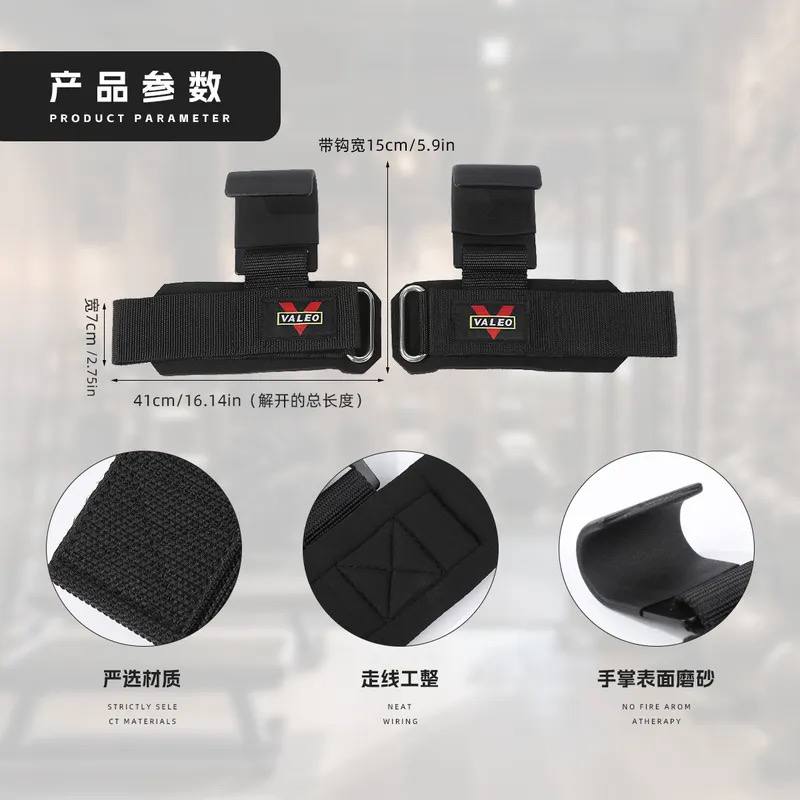 产品参数
PRODUCT PARAMETER
带钩宽15cm/5.9in
VALEO
VALEO
宽7cm /2.75in
41cm/16.14in（解开的总长度）
严选材质
STRICTLY SELE
CT MATERIALS
走线工整
NEAT
WIRING
手掌表面磨砂
NO FIRE AROM
ATHERAPY